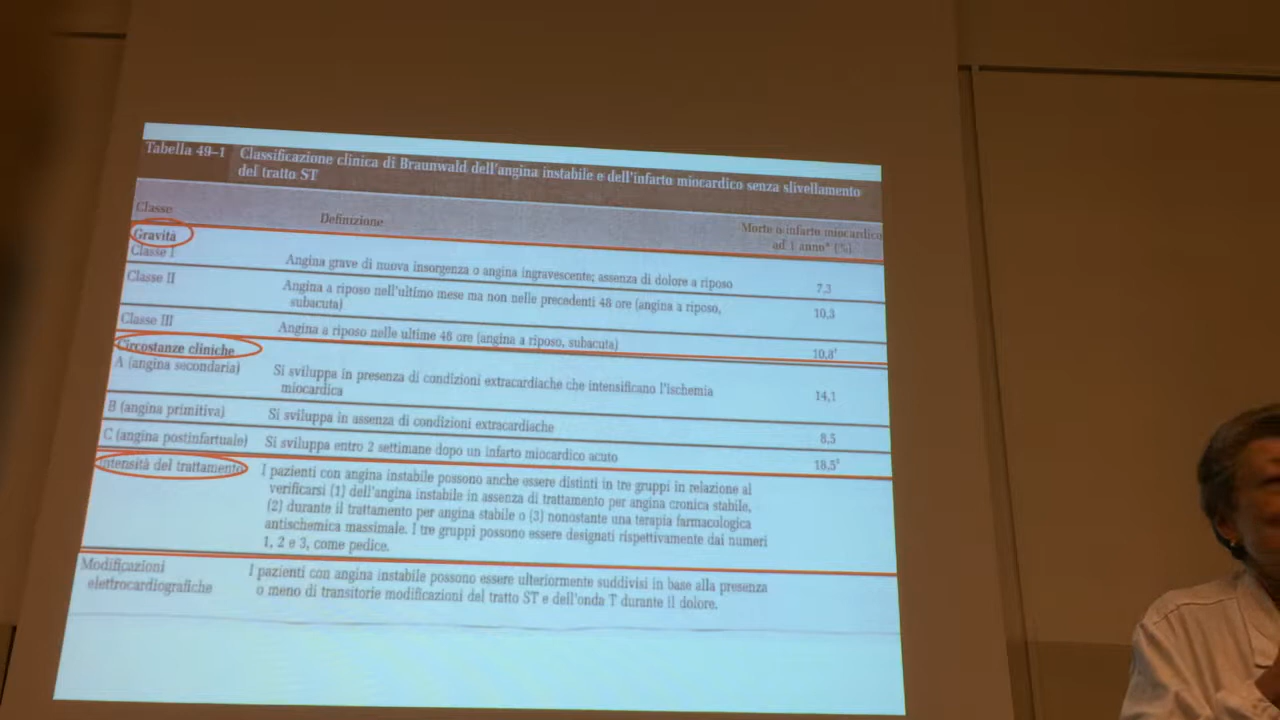 Tabella 49–1 Classificazione clinica di Braunwald dell'angina instabile e dell'infarto miocardico senza slivellamento
del tratto ST
Classe Definizione Morte o infarto miocardico
ad 1 anno* (%)
Gravità
Classe I Angina grave di nuova insorgenza o angina ingravescente; assenza di dolore a riposo 7,3
Classe II Angina a riposo nell'ultimo mese ma non nelle precedenti 48 ore (angina a riposo, 10,3
subacuta)
Classe III Angina a riposo nelle ultime 48 ore (angina a riposo, subacuta) 10,8†
Circostanze cliniche
A (angina secondaria) Si sviluppa in presenza di condizioni extracardiache che intensificano l'ischemia 14,1
miocardica
B (angina primitiva) Si sviluppa in assenza di condizioni extracardiache 8,5
C (angina postinfartuale) Si sviluppa entro 2 settimane dopo un infarto miocardico acuto 18,5‡
Intensità del trattamento I pazienti con angina instabile possono anche essere distinti in tre gruppi in relazione al
verificarsi (1) dell'angina instabile in assenza di trattamento per angina cronica stabile,
(2) durante il trattamento per angina stabile o (3) nonostante una terapia farmacologica
antischemica massimale. I tre gruppi possono essere designati rispettivamente dai numeri
1, 2 e 3, come pedice.
Modificazioni I pazienti con angina instabile possono essere ulteriormente suddivisi in base alla presenza
elettrocardiografiche o meno di transitorie modificazioni del tratto ST e dell'onda T durante il dolore.